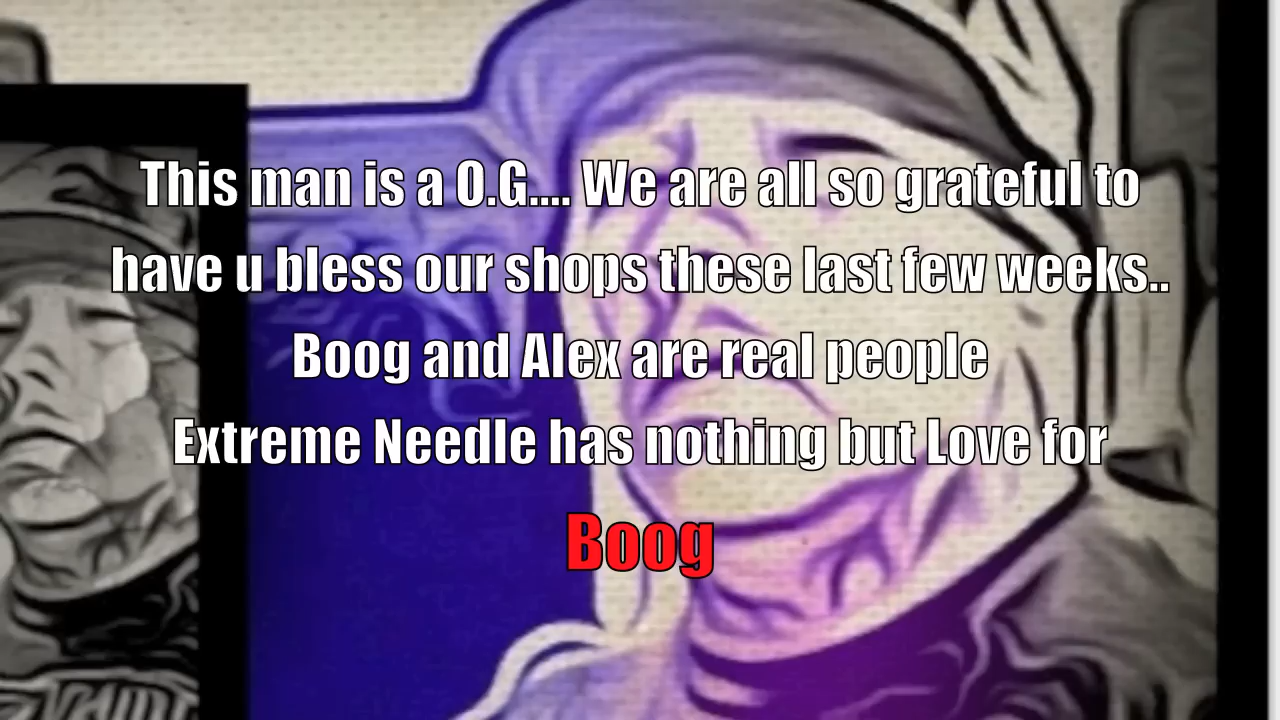 This man is a O.G.... We are all so grateful to
have u bless our shops these last few weeks..
Boog and Alex are real people
Extreme Needle has nothing but Love for
Boog